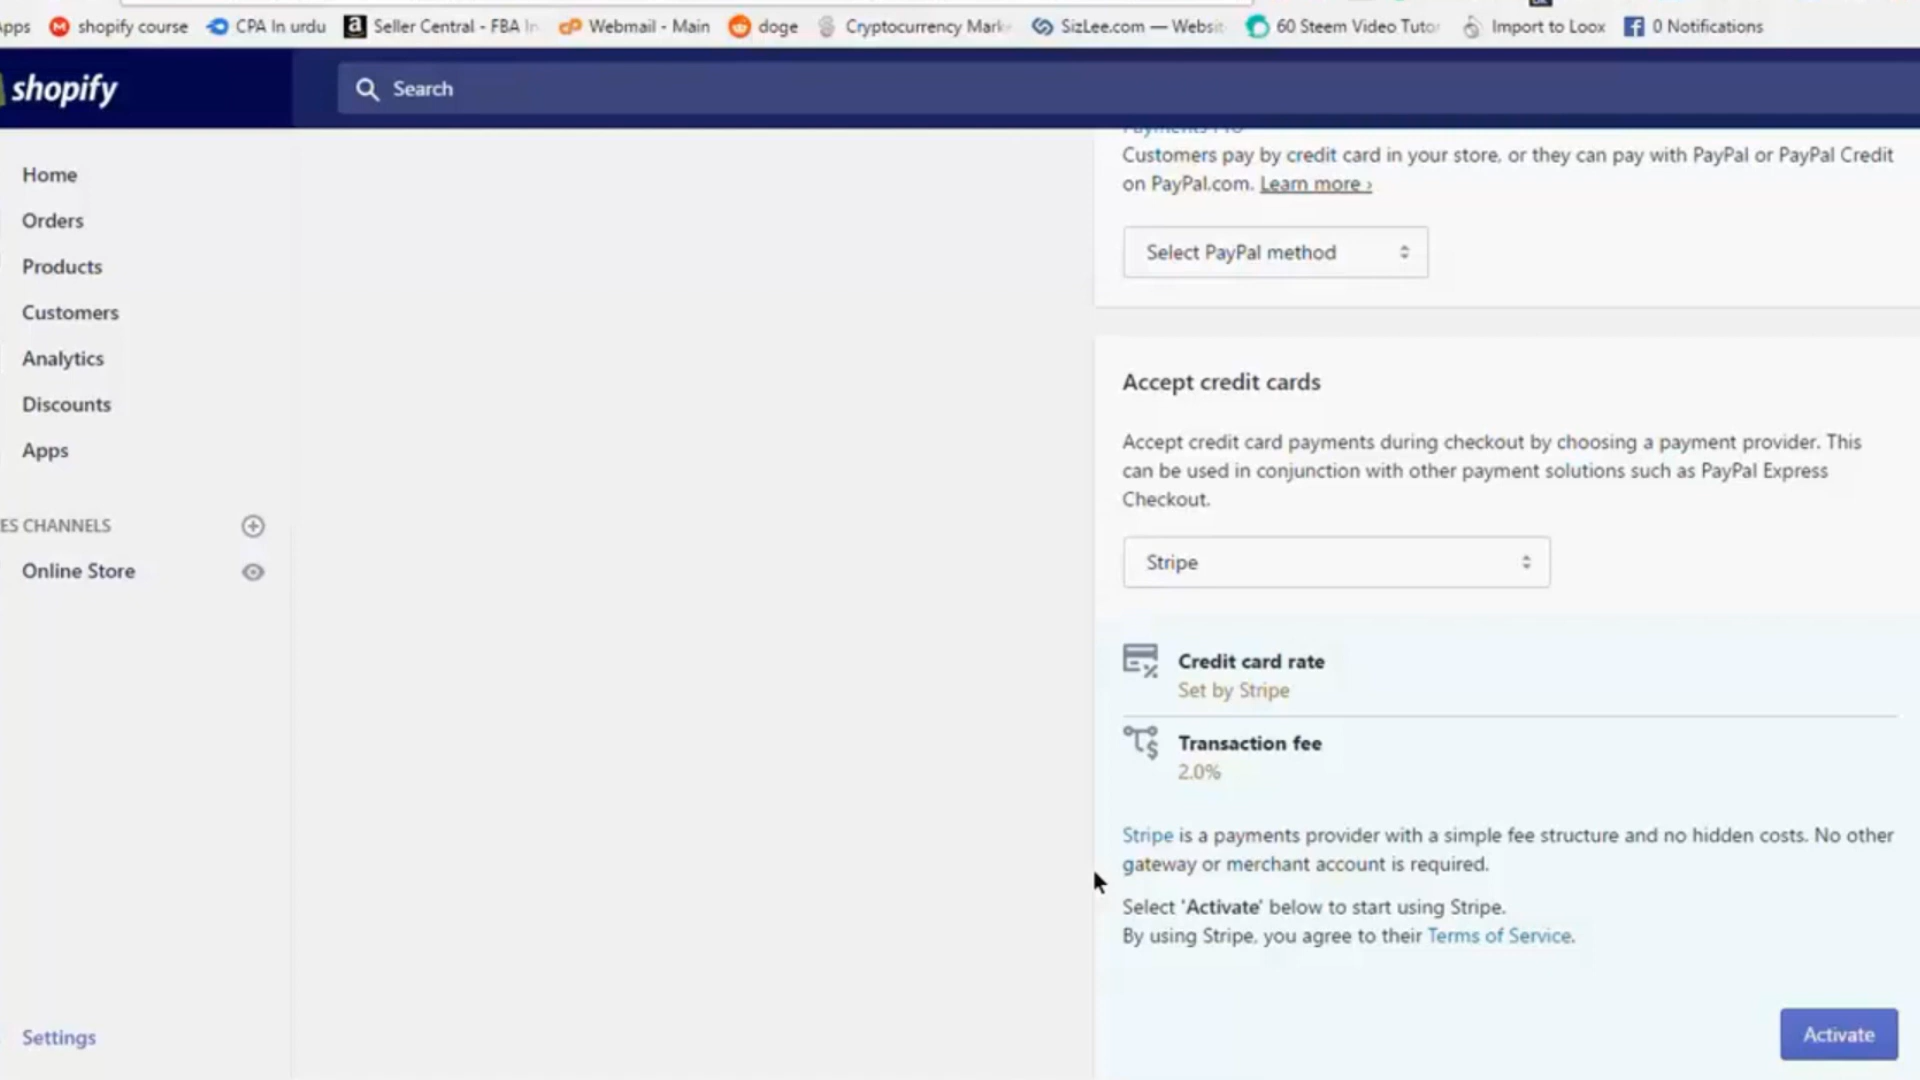 pps shopify course CPA In urdu Seller Central - FBA In Webmail - Main doge Cryptocurrency Mark SizLee.com — Websit 60 Steem Video Tuto Import to Loox 0 Notifications
shopify Search
Payments Pro
Customers pay by credit card in your store, or they can pay with PayPal or PayPal Credit
on PayPal.com. Learn more ›
Select PayPal method
Home
Orders
Products
Customers
Analytics
Discounts
Apps
ES CHANNELS
Online Store
Settings
Accept credit cards
Accept credit card payments during checkout by choosing a payment provider. This
can be used in conjunction with other payment solutions such as PayPal Express
Checkout.
Stripe
Credit card rate
Set by Stripe
Transaction fee
2.0%
Stripe is a payments provider with a simple fee structure and no hidden costs. No other
gateway or merchant account is required.
Select 'Activate' below to start using Stripe.
By using Stripe, you agree to their Terms of Service.
Activate